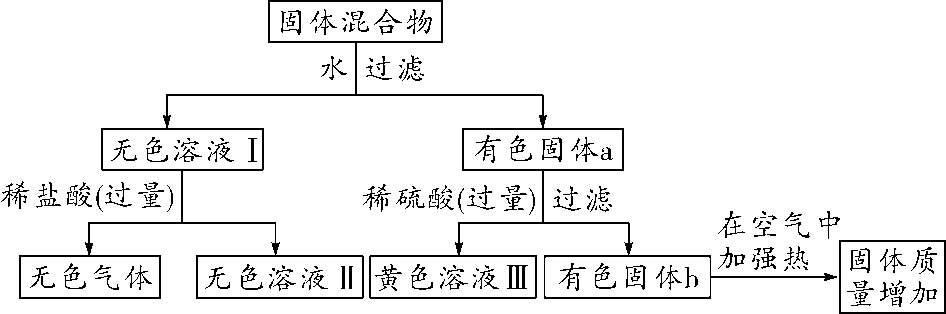 固体混合物
水 过滤
无色溶液Ⅰ
有色固体a
稀盐酸(过量)
稀硫酸(过量) 过滤
在空气中
加强热
无色气体
无色溶液Ⅱ
黄色溶液Ⅲ
有色固体b
固体质
量增加